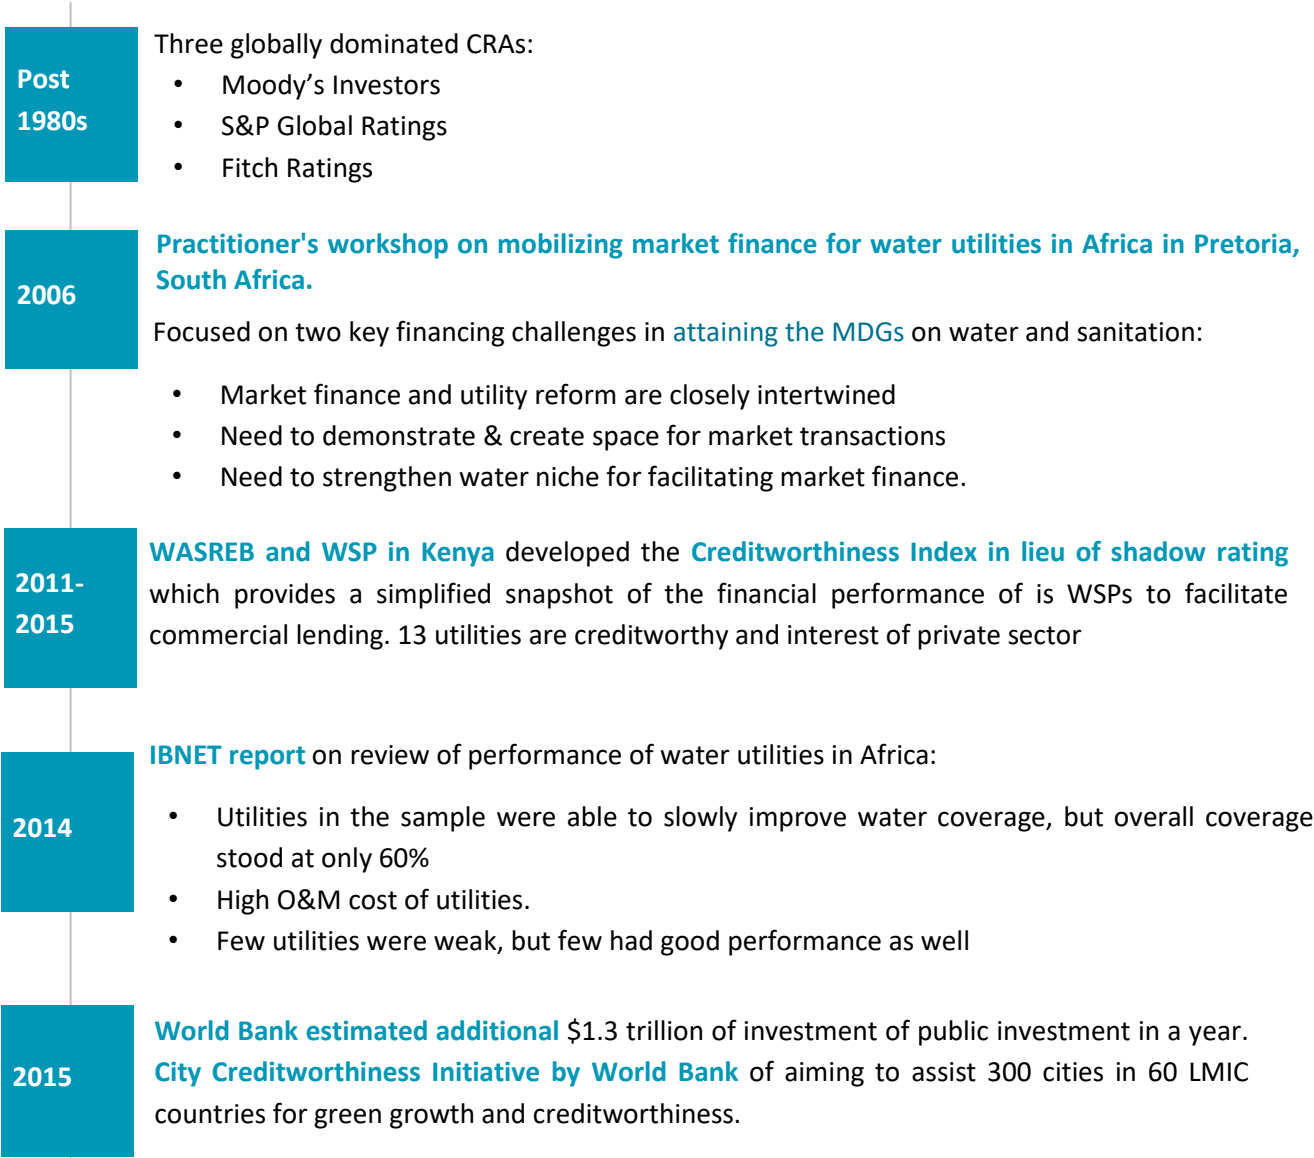 Post
1980s
Three globally dominated CRAs:
• Moody’s Investors
• S&P Global Ratings
• Fitch Ratings
2006
Practitioner's workshop on mobilizing market finance for water utilities in Africa in Pretoria,
South Africa.
Focused on two key financing challenges in attaining the MDGs on water and sanitation:
• Market finance and utility reform are closely intertwined
• Need to demonstrate & create space for market transactions
• Need to strengthen water niche for facilitating market finance.
2011-
2015
WASREB and WSP in Kenya developed the Creditworthiness Index in lieu of shadow rating
which provides a simplified snapshot of the financial performance of is WSPs to facilitate
commercial lending. 13 utilities are creditworthy and interest of private sector
2014
IBNET report on review of performance of water utilities in Africa:
• Utilities in the sample were able to slowly improve water coverage, but overall coverage
stood at only 60%
• High O&M cost of utilities.
• Few utilities were weak, but few had good performance as well
2015
World Bank estimated additional $1.3 trillion of investment of public investment in a year.
City Creditworthiness Initiative by World Bank of aiming to assist 300 cities in 60 LMIC
countries for green growth and creditworthiness.